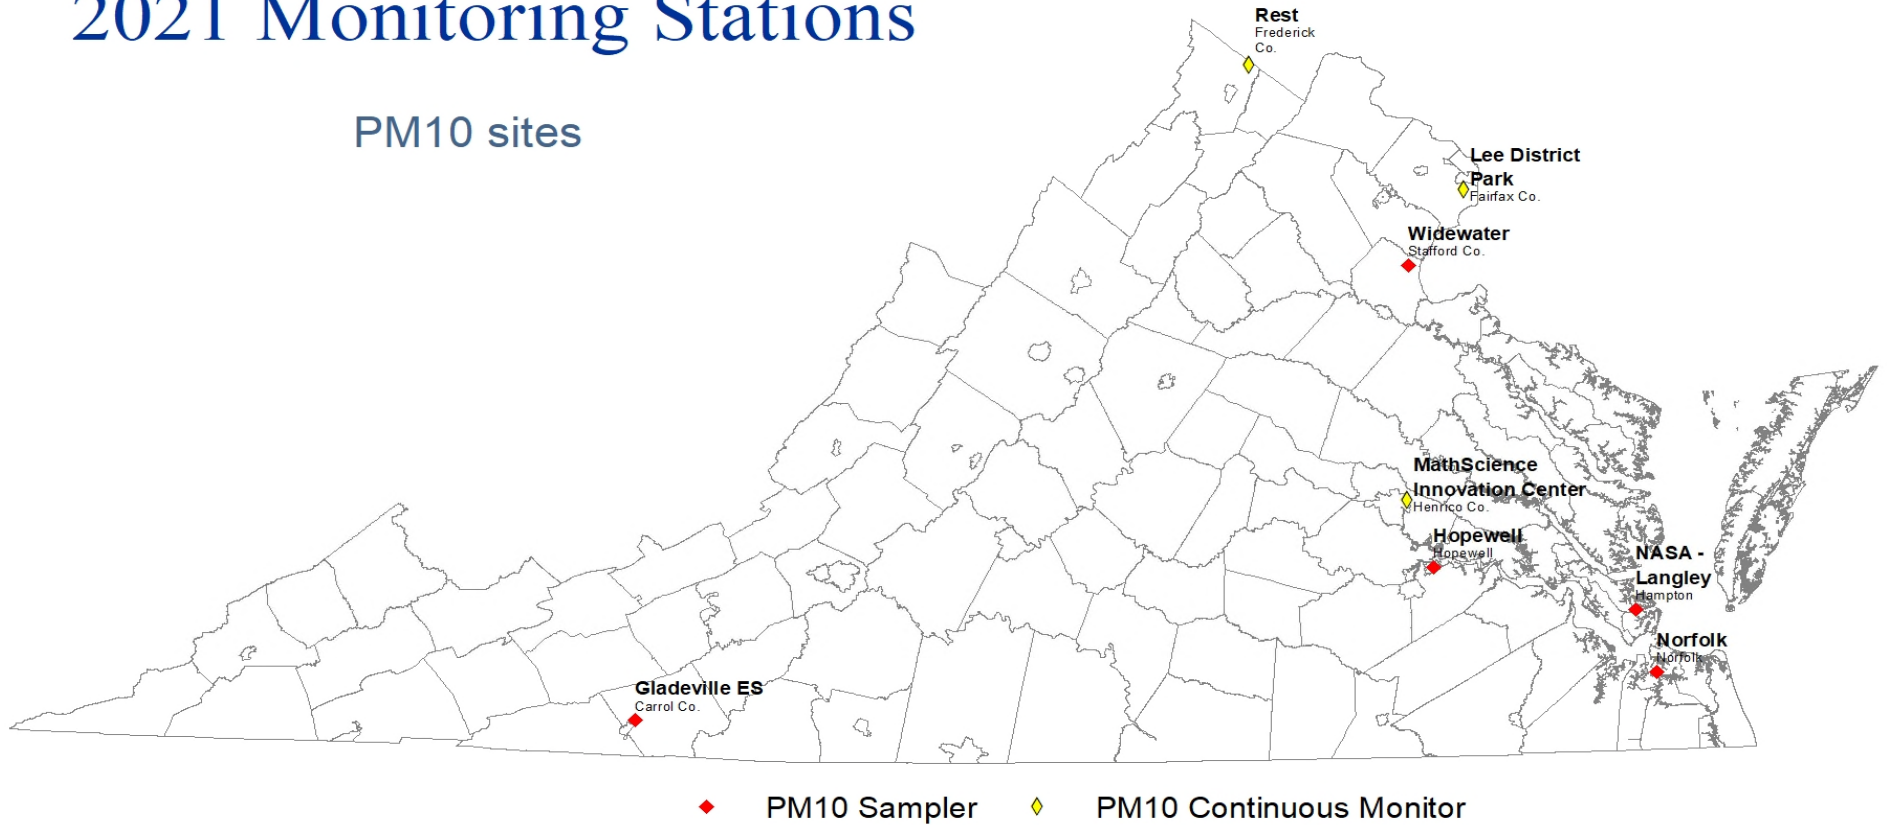 2021 Monitoring Stations
PM10 sites
Rest
Frederick
Co.
Lee District
Park
Fairfax Co.
Widewater
Stafford Co.
MathScience
Innovation Center
Henrico Co.
Hopewell
Hopewell
NASA -
Langley
Hampton
Norfolk
Norfolk
Gladeville ES
Carrol Co.
PM10 Sampler
PM10 Continuous Monitor